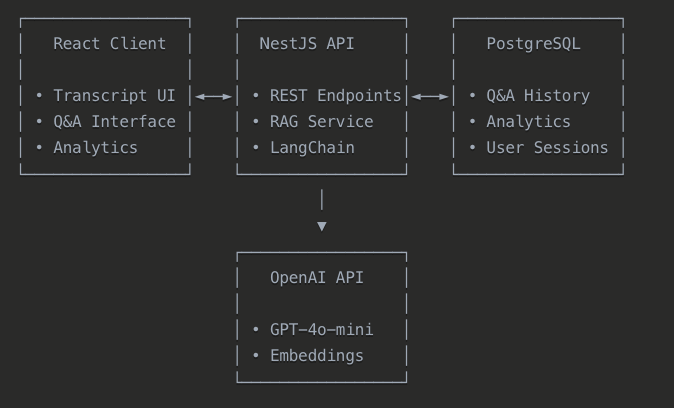 React Client
NestJS API
PostgreSQL
• Transcript UI
• Q&A Interface
• Analytics
• REST Endpoints
• RAG Service
• LangChain
• Q&A History
• Analytics
• User Sessions
OpenAI API
• GPT-4o-mini
• Embeddings